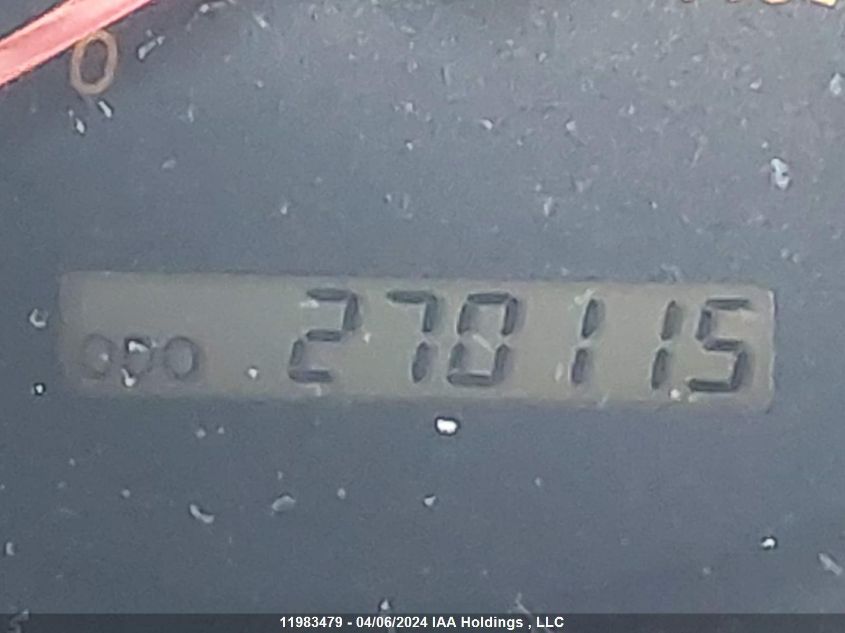 0
ODO 270115
11983479 - 04/06/2024 IAA Holdings , LLC